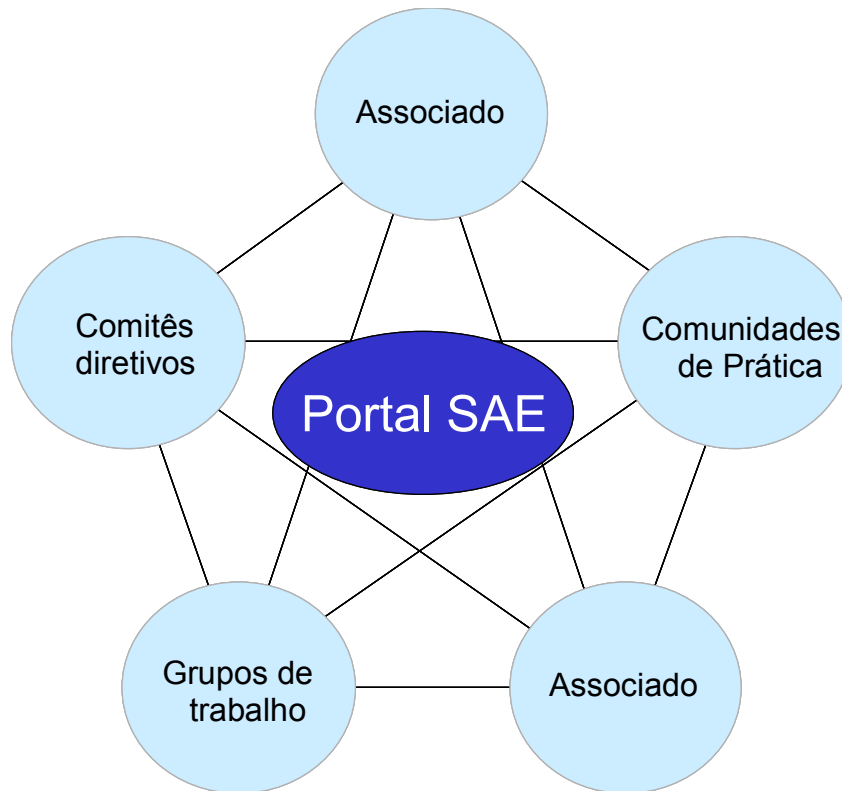 Associado
Comitês
diretivos
Comunidades
de Prática
Portal SAE
Grupos de
trabalho
Associado